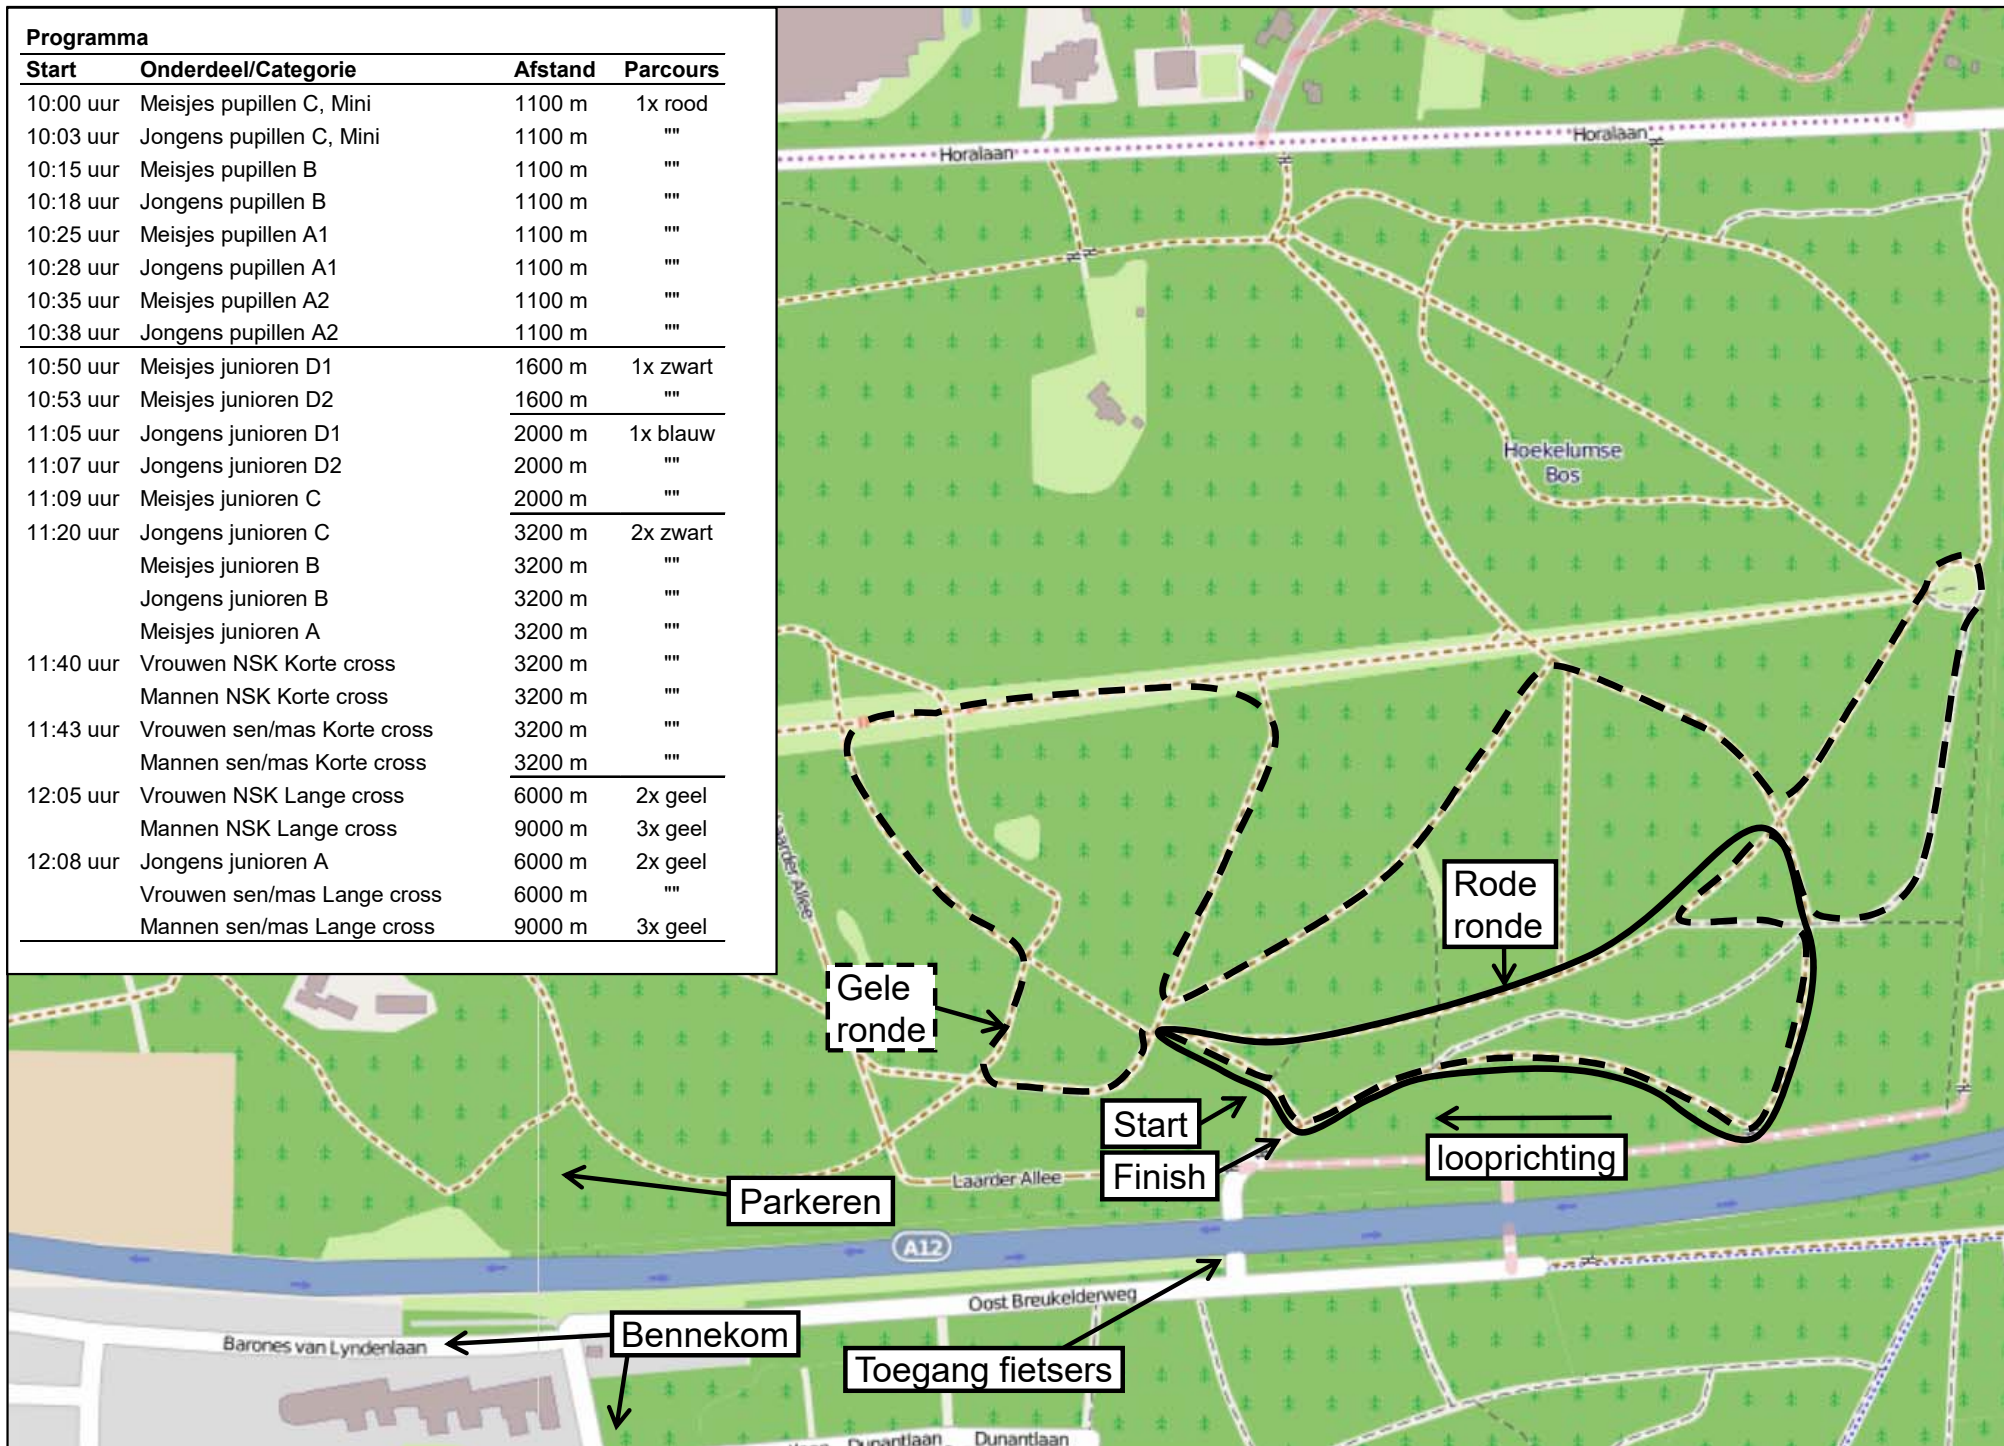 Programma
Start Onderdeel/Categorie Afstand Parcours
10:00 uur Meisjes pupillen C, Mini 1100 m 1x rood
10:03 uur Jongens pupillen C, Mini 1100 m ""
10:15 uur Meisjes pupillen B 1100 m ""
10:18 uur Jongens pupillen B 1100 m ""
10:25 uur Meisjes pupillen A1 1100 m ""
10:28 uur Jongens pupillen A1 1100 m ""
10:35 uur Meisjes pupillen A2 1100 m ""
10:38 uur Jongens pupillen A2 1100 m ""
10:50 uur Meisjes junioren D1 1600 m 1x zwart
10:53 uur Meisjes junioren D2 1600 m ""
11:05 uur Jongens junioren D1 2000 m 1x blauw
11:07 uur Jongens junioren D2 2000 m ""
11:09 uur Meisjes junioren C 2000 m ""
11:20 uur Jongens junioren C 3200 m 2x zwart
Meisjes junioren B 3200 m ""
Jongens junioren B 3200 m ""
Meisjes junioren A 3200 m ""
11:40 uur Vrouwen NSK Korte cross 3200 m ""
Mannen NSK Korte cross 3200 m ""
11:43 uur Vrouwen sen/mas Korte cross 3200 m ""
Mannen sen/mas Korte cross 3200 m ""
12:05 uur Vrouwen NSK Lange cross 6000 m 2x geel
Mannen NSK Lange cross 9000 m 3x geel
12:08 uur Jongens junioren A 6000 m 2x geel
Vrouwen sen/mas Lange cross 6000 m ""
Mannen sen/mas Lange cross 9000 m 3x geel
Horalaan
Horalaan
Hoekelumse
Bos
Laarder Allee
Rode
ronde
Gele
ronde
Start
Finish
looprichting
Laarder Allee
Parkeren
A12
Oost Breukelderweg
Bennekom
Barones van Lyndenlaan
Toegang fietsers
Dunantlaan
Dunantlaan